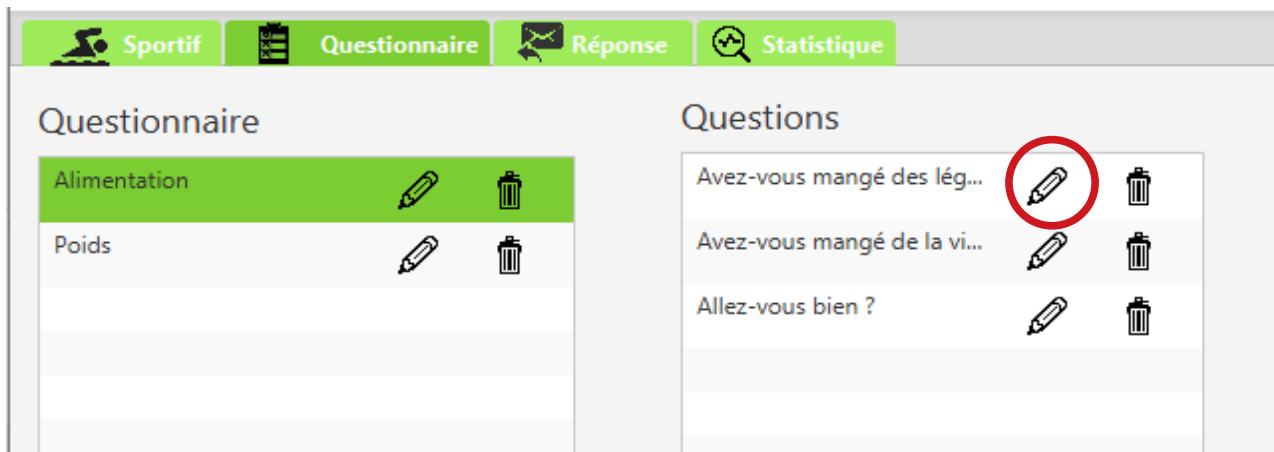 Sportif Questionnaire Réponse Statistique
Questionnaire
Alimentation
Poids
Questions
Avez-vous mangé des lég...
Avez-vous mangé de la vi...
Allez-vous bien ?